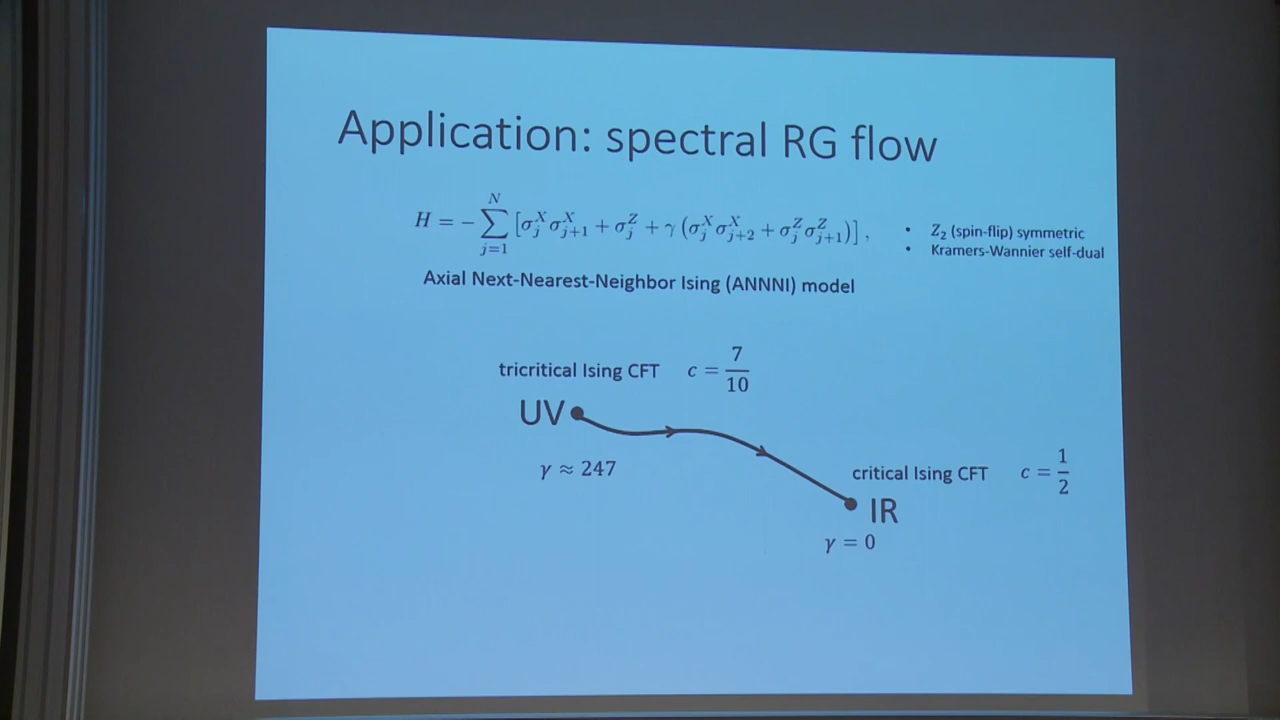 Application: spectral RG flow
H = -\sum_{j=1}^{N} [σ_j^X σ_{j+1}^X + σ_j^Z + γ (σ_j^X σ_{j+2}^X + σ_j^Z σ_{j+1}^Z)] ,
• Z_2 (spin-flip) symmetric
• Kramers-Wannier self-dual
Axial Next-Nearest-Neighbor Ising (ANNNI) model
tricritical Ising CFT c = 7/10
UV
γ ≈ 247
critical Ising CFT c = 1/2
IR
γ = 0